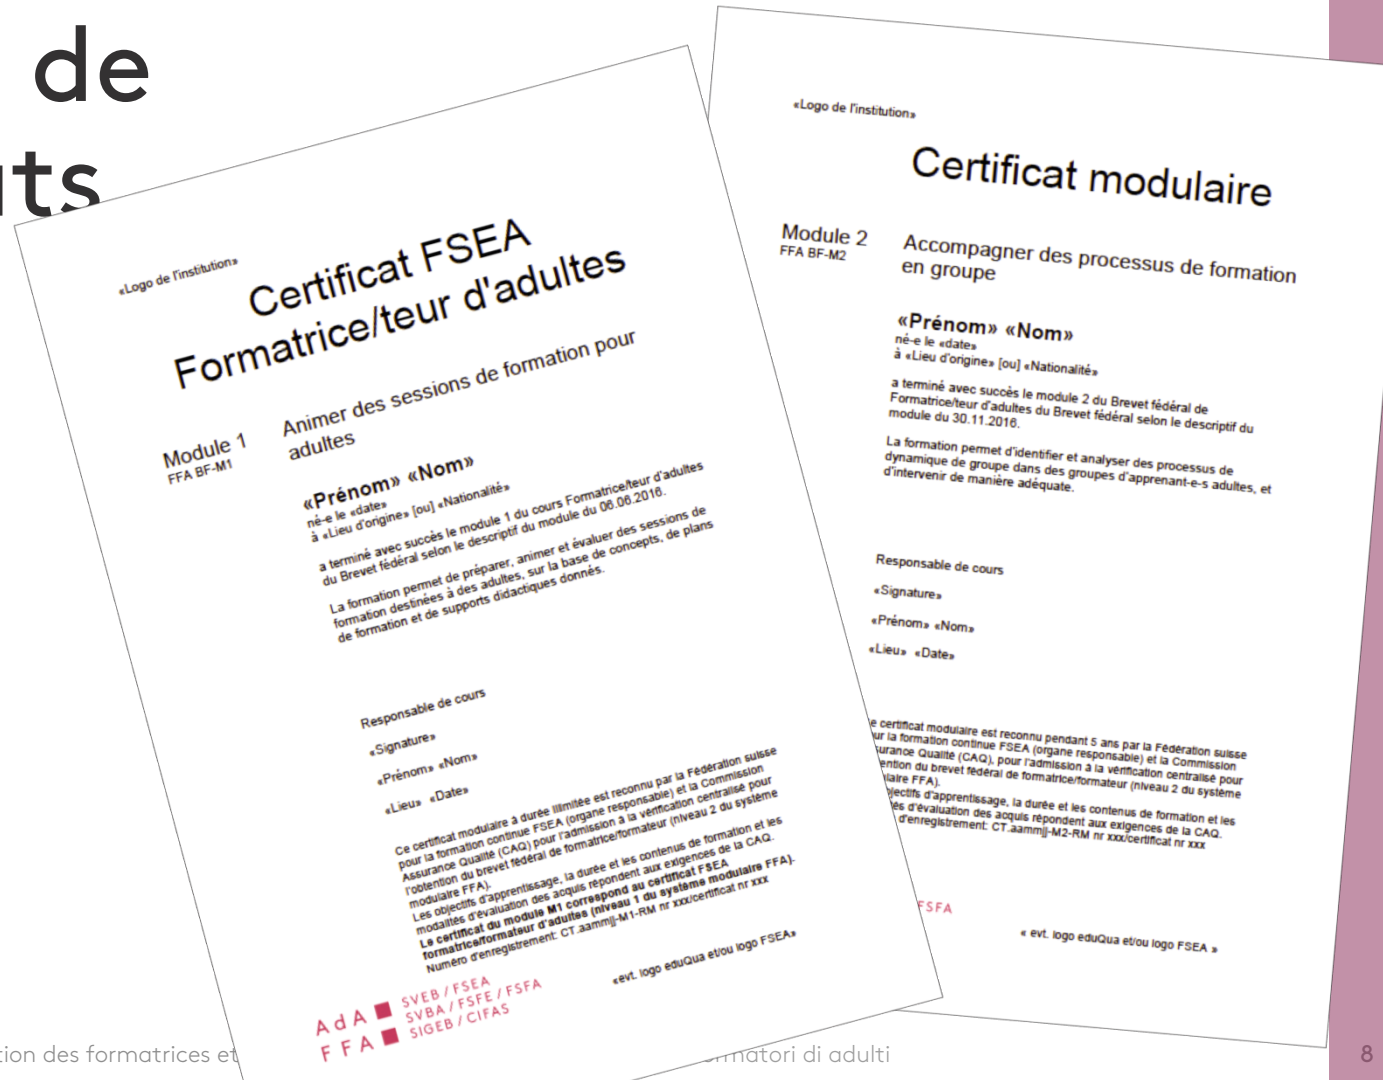 de
ts
«Logo de l'institution»
Certificat FSEA
Formatrice/teur d'adultes
Module 1
FFA BF-M1
Animer des sessions de formation pour
adultes
«Prénom» «Nom»
né-e le «date»
à «Lieu d'origine» [ou] «Nationalité»
a terminé avec succès le module 1 du cours Formatrice/teur d'adultes
du Brevet fédéral selon le descriptif du module du 06.06.2016.
La formation permet de préparer, animer et évaluer des sessions de
formation destinées à des adultes, sur la base de concepts, de plans
de formation et de supports didactiques donnés.
Responsable de cours
«Signature»
«Prénom» «Nom»
«Lieu» «Date»
Ce certificat modulaire à durée illimitée est reconnu par la Fédération suisse
pour la formation continue FSEA (organe responsable) et la Commission
Assurance Qualité (CAQ) pour l'admission à la vérification centralisé pour
l'obtention du brevet fédéral de formatrice/formateur (niveau 2 du système
modulaire FFA).
Les objectifs d'apprentissage, la durée et les contenus de formation et les
modalités d'évaluation des acquis répondent aux exigences de la CAQ.
Le certificat du module M1 correspond au certificat FSEA
formatrice/formateur d'adultes (niveau 1 du système modulaire FFA).
Numéro d'enregistrement: CT.aammjj-M1-RM nr xxx/certificat nr xxx
«evt. logo eduQua et/ou logo FSEA»
AdA SVEB / FSEA
SVBA / FSFE / FSFA
FFA SIGEB / CIFAS
«Logo de l'institution»
Certificat modulaire
Module 2
FFA BF-M2
Accompagner des processus de formation
en groupe
«Prénom» «Nom»
né-e le «date»
à «Lieu d'origine» [ou] «Nationalité»
a terminé avec succès le module 2 du Brevet fédéral de
Formatrice/teur d'adultes du Brevet fédéral selon le descriptif du
module du 30.11.2016.
La formation permet d'identifier et analyser des processus de
dynamique de groupe dans des groupes d'apprenant-e-s adultes, et
d'intervenir de manière adéquate.
Responsable de cours
«Signature»
«Prénom» «Nom»
«Lieu» «Date»
e certificat modulaire est reconnu pendant 5 ans par la Fédération suisse
ur la formation continue FSEA (organe responsable) et la Commission
surance Qualité (CAQ), pour l'admission à la vérification centralisé pour
ention du brevet fédéral de formatrice/formateur (niveau 2 du système
laire FFA).
bjectifs d'apprentissage, la durée et les contenus de formation et les
és d'évaluation des acquis répondent aux exigences de la CAQ.
d'enregistrement: CT.aammjj-M2-RM nr xxx/certificat nr xxx
FSFA
« evt. logo eduQua et/ou logo FSEA »
tion des formatrices et
rmatori di adulti
8